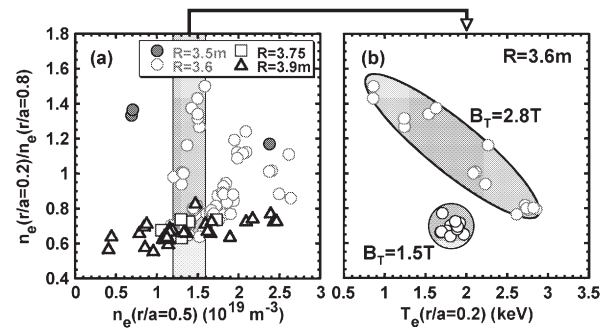 (a)
R=3.5m
R=3.75
R=3.6
R=3.9m
1.8
1.6
1.4
1.2
1
0.8
0.6
0.4
n_e(r/a=0.2)/n_e(r/a=0.8)
0
0.5
1
1.5
2
2.5
3
n_e(r/a=0.5) (10^19 m^-3)
(b)
R=3.6m
B_T=2.8T
B_T=1.5T
0.5
1
1.5
2
2.5
3
3.5
T_e(r/a=0.2) (keV)